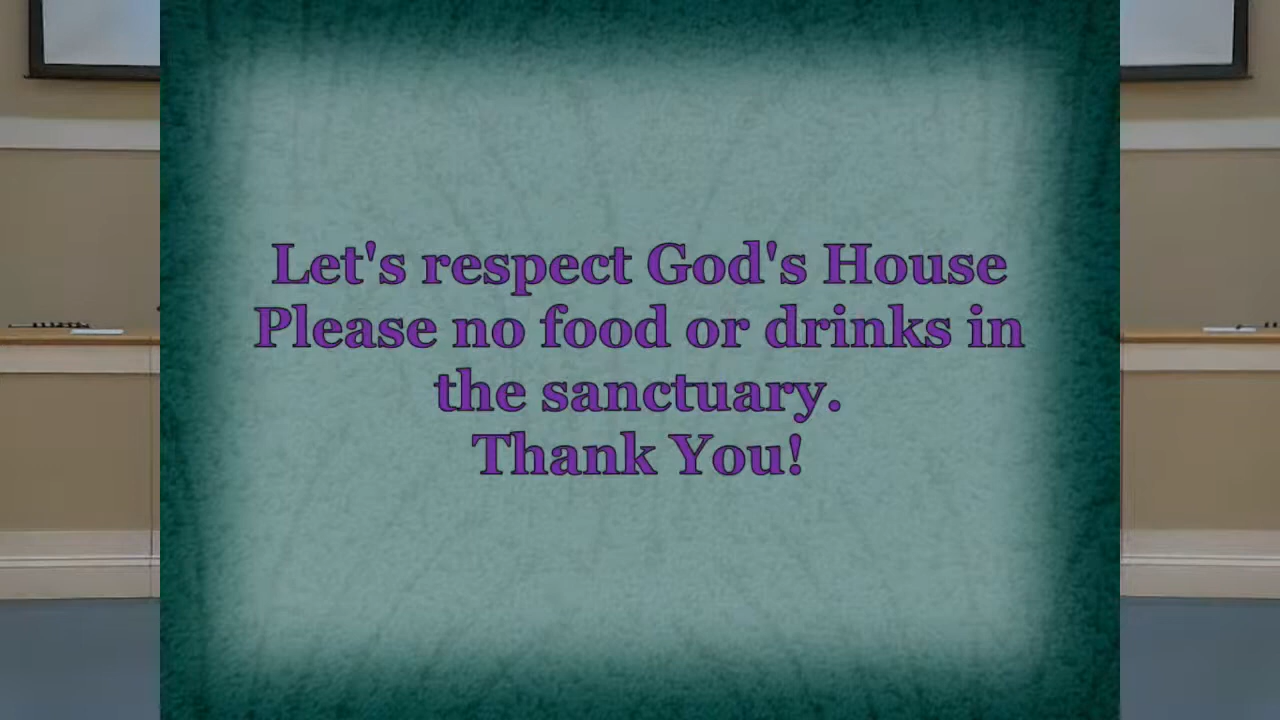 Let's respect God's House
Please no food or drinks in
the sanctuary.
Thank You!